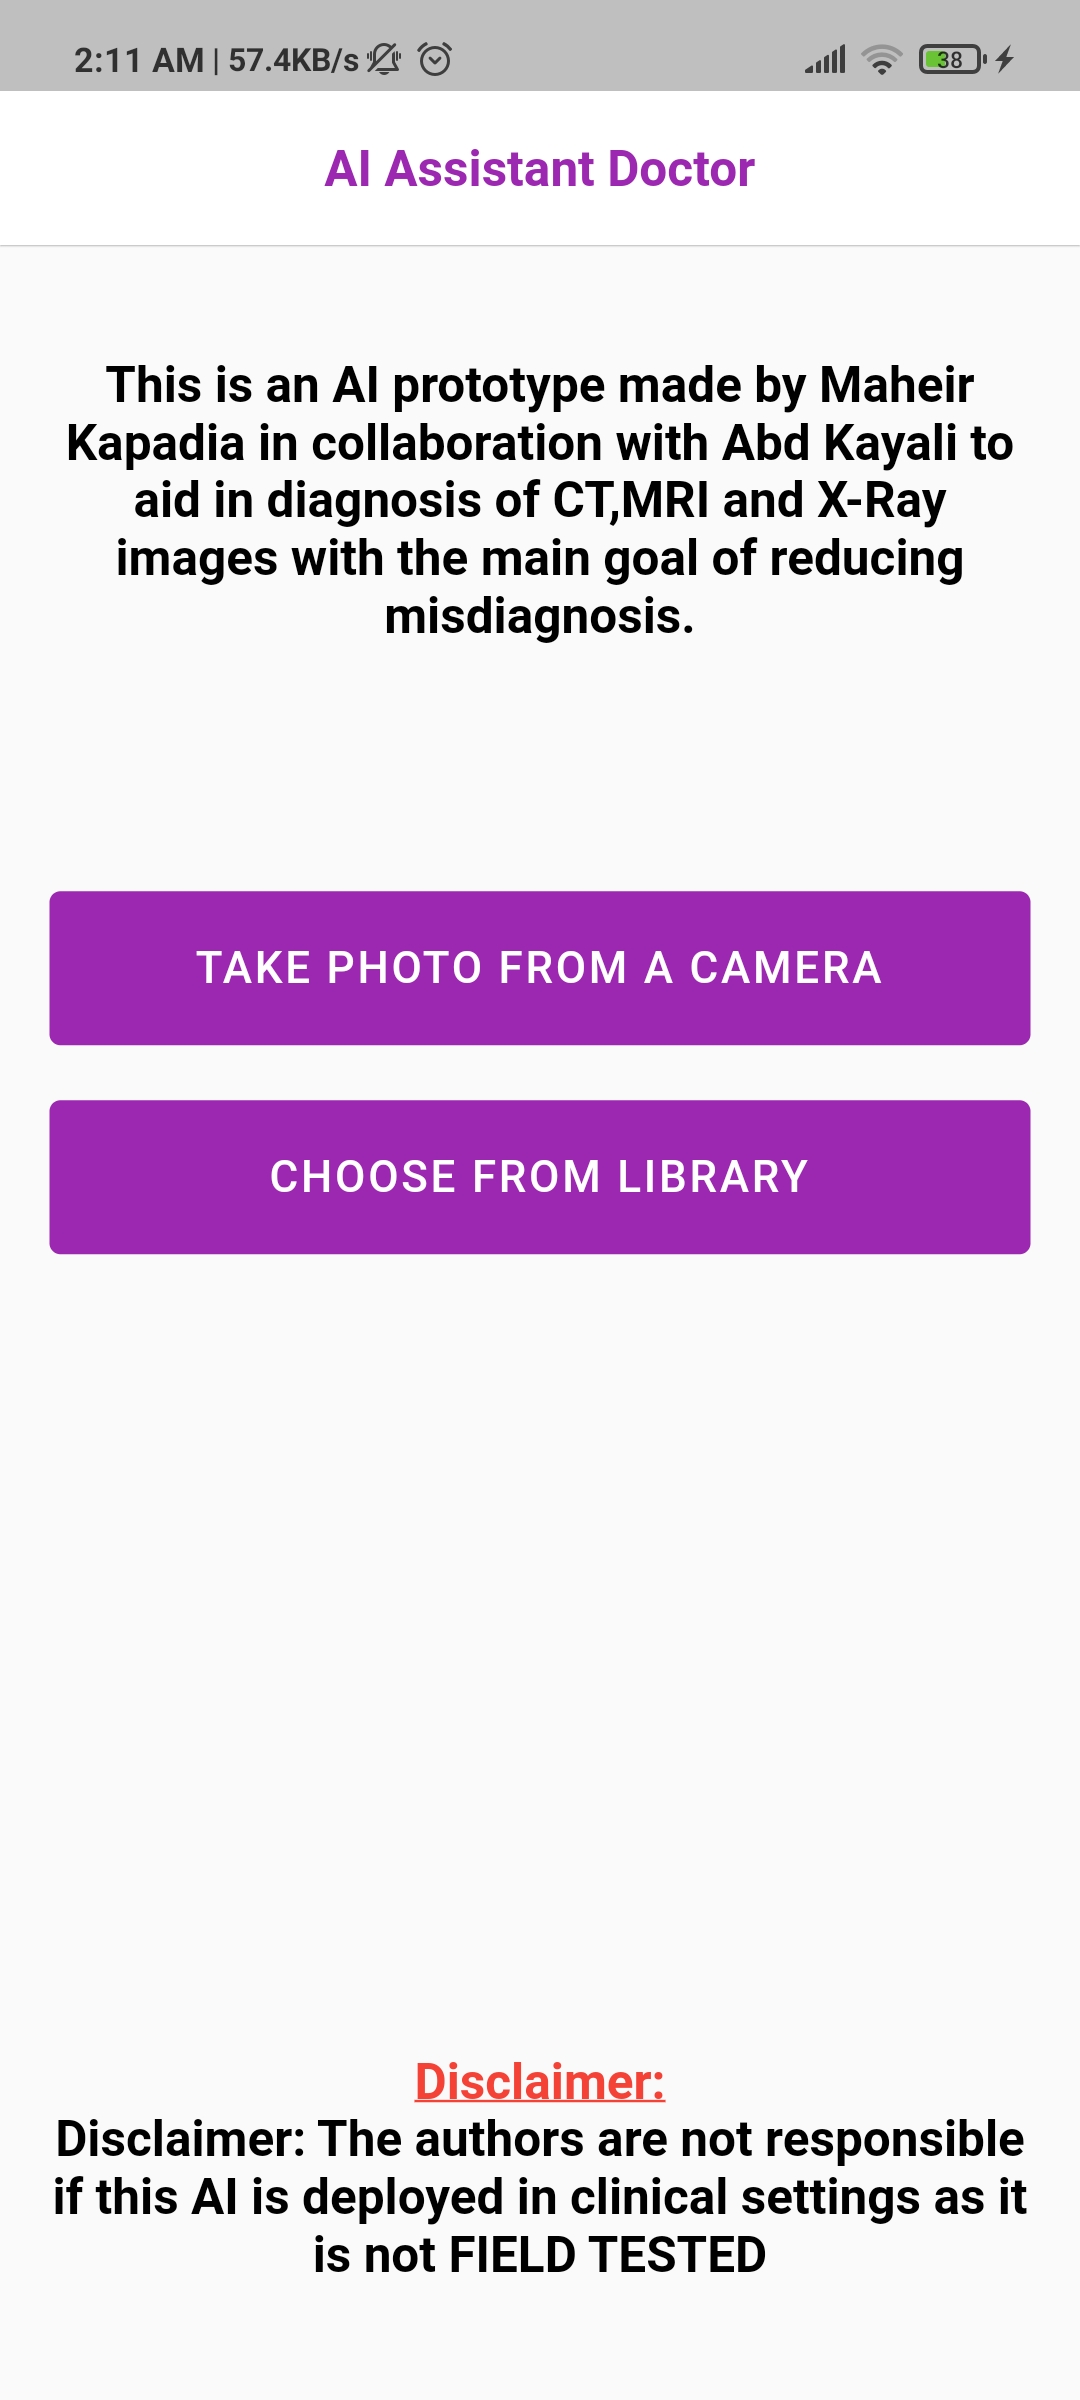 2:11 AM | 57.4KB/s 38
AI Assistant Doctor
This is an AI prototype made by Maheir
Kapadia in collaboration with Abd Kayali to
aid in diagnosis of CT,MRI and X-Ray
images with the main goal of reducing
misdiagnosis.
TAKE PHOTO FROM A CAMERA
CHOOSE FROM LIBRARY
Disclaimer:
Disclaimer: The authors are not responsible
if this AI is deployed in clinical settings as it
is not FIELD TESTED